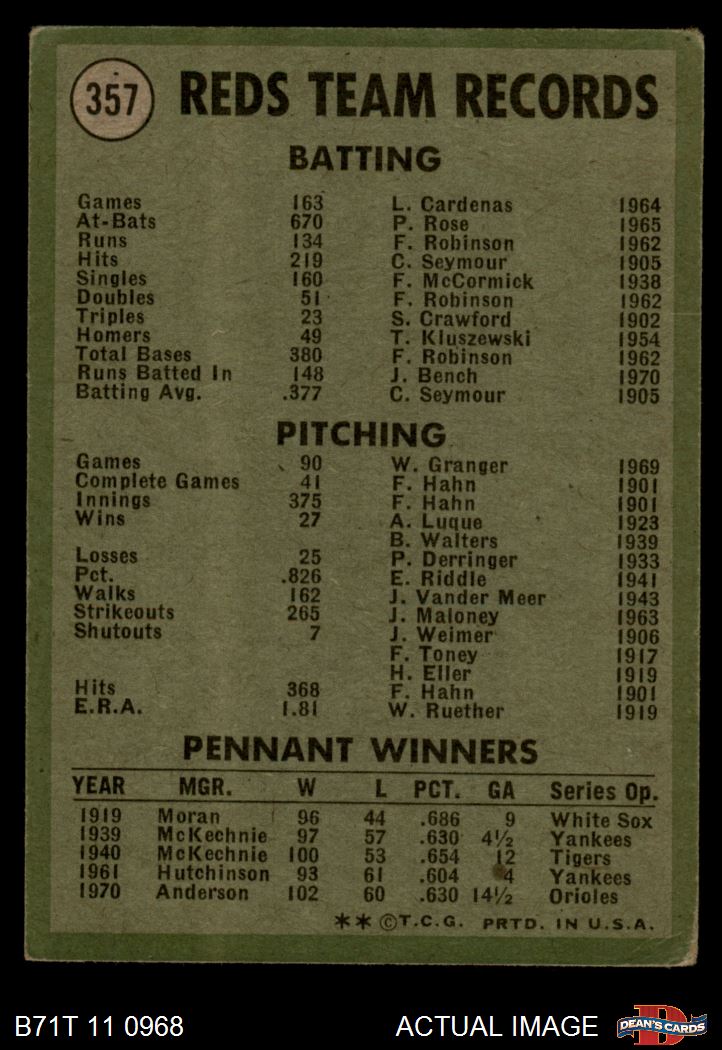 357 REDS TEAM RECORDS
BATTING
Games 163 L. Cardenas 1964
At-Bats 670 P. Rose 1965
Runs 134 F. Robinson 1962
Hits 219 C. Seymour 1905
Singles 160 F. McCormick 1938
Doubles 51 F. Robinson 1962
Triples 23 S. Crawford 1902
Homers 49 T. Kluszewski 1954
Total Bases 380 F. Robinson 1962
Runs Batted In 148 J. Bench 1970
Batting Avg. .377 C. Seymour 1905
PITCHING
Games 90 W. Granger 1969
Complete Games 41 F. Hahn 1901
Innings 375 F. Hahn 1901
Wins 27 A. Luque 1923
B. Walters 1939
Losses 25 P. Derringer 1933
Pct. .826 E. Riddle 1941
Walks 162 J. Vander Meer 1943
Strikeouts 265 J. Maloney 1963
Shutouts 7 J. Weimer 1906
F. Toney 1917
H. Eller 1919
Hits 368 F. Hahn 1901
E.R.A. 1.81 W. Ruether 1919
PENNANT WINNERS
YEAR MGR. W L PCT. GA Series Op.
1919 Moran 96 44 .686 9 White Sox
1939 McKechnie 97 57 .630 4½ Yankees
1940 McKechnie 100 53 .654 12 Tigers
1961 Hutchinson 93 61 .604 4 Yankees
1970 Anderson 102 60 .630 14½ Orioles
** ©T.C.G. PRTD. IN U.S.A.
B71T 11 0968 ACTUAL IMAGE D DEAN'S CARDS